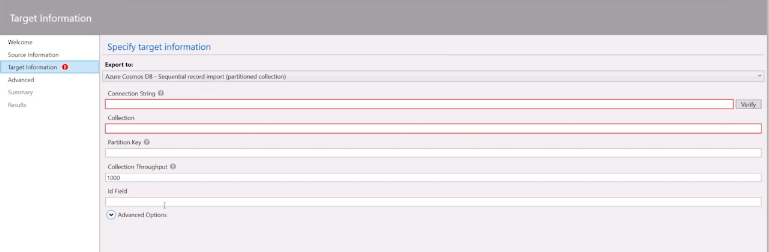 Target Information
Welcome
Source Information
Target Information
Advanced
Summary
Results
Specify target information
Export to:
Azure Cosmos DB - Sequential record import (partitioned collection)
Connection String
Verify
Collection
Partition Key
Collection Throughput
1000
Id Field
Advanced Options